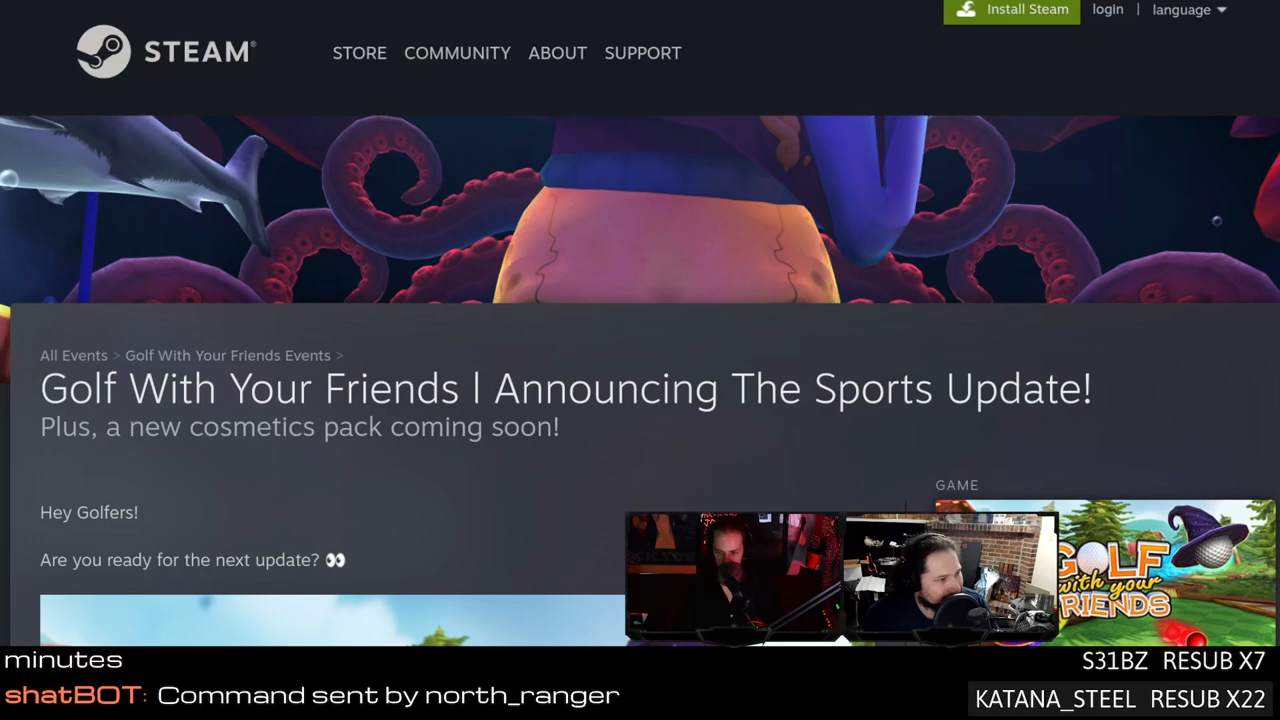 Install Steam
login | language
STEAM®
STORE COMMUNITY ABOUT SUPPORT
All Events > Golf With Your Friends Events >
Golf With Your Friends | Announcing The Sports Update!
Plus, a new cosmetics pack coming soon!
GAME
Hey Golfers!
Are you ready for the next update? 👀
GOLF
with your
FRIENDS
minutes
S31BZ RESUB X7
shatBOT: Command sent by north_ranger
KATANA_STEEL RESUB X22